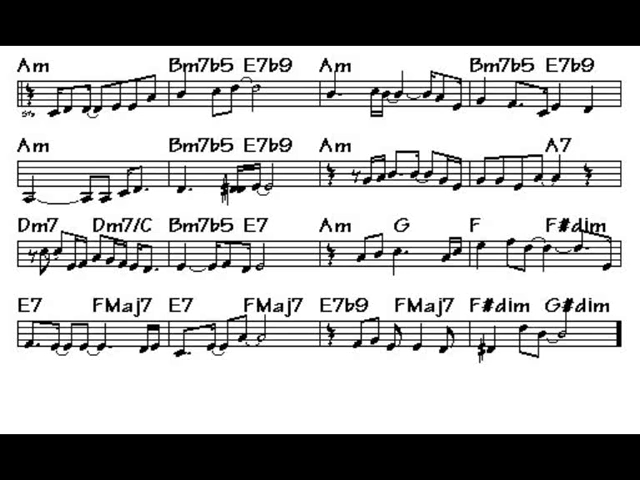 Am Bm7b5 E7b9 Am Bm7b5 E7b9
Am Bm7b5 E7b9 Am A7
Dm7 Dm7/C Bm7b5 E7 Am G F F#dim
E7 FMaj7 E7 FMaj7 E7b9 FMaj7 F#dim G#dim